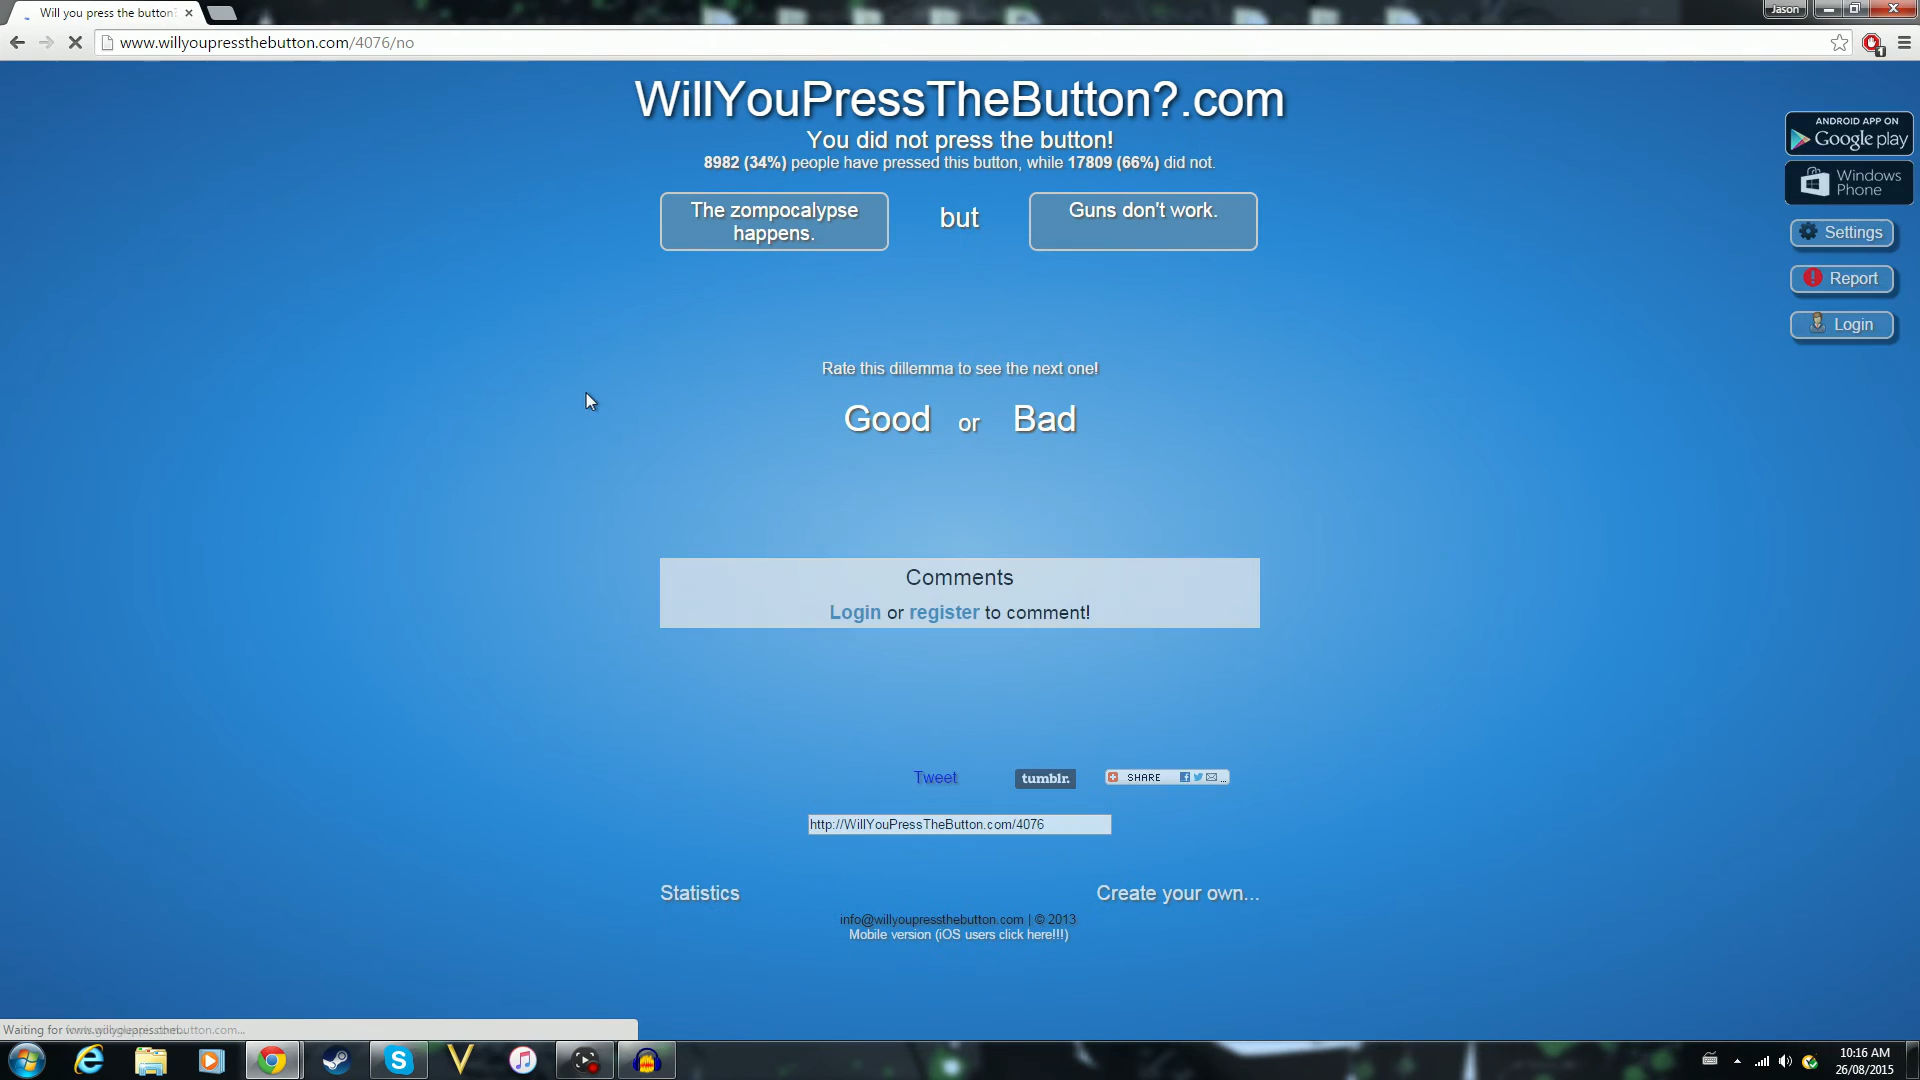 Will you press the button?
Jason
www.willyoupressthebutton.com/4076/no
WillYouPressTheButton?.com
You did not press the button!
8982 (34%) people have pressed this button, while 17809 (66%) did not.
The zompocalypse
happens.
but
Guns don't work.
ANDROID APP ON
Google play
Windows
Phone
Settings
Report
Login
Rate this dillemma to see the next one!
Good or Bad
Comments
Login or register to comment!
Tweet
tumblr.
SHARE
http://WillYouPressTheButton.com/4076
Statistics
Create your own...
info@willyoupressthebutton.com | © 2013
Mobile version (iOS users click here!!!)
Waiting for
10:16 AM
26/08/2015